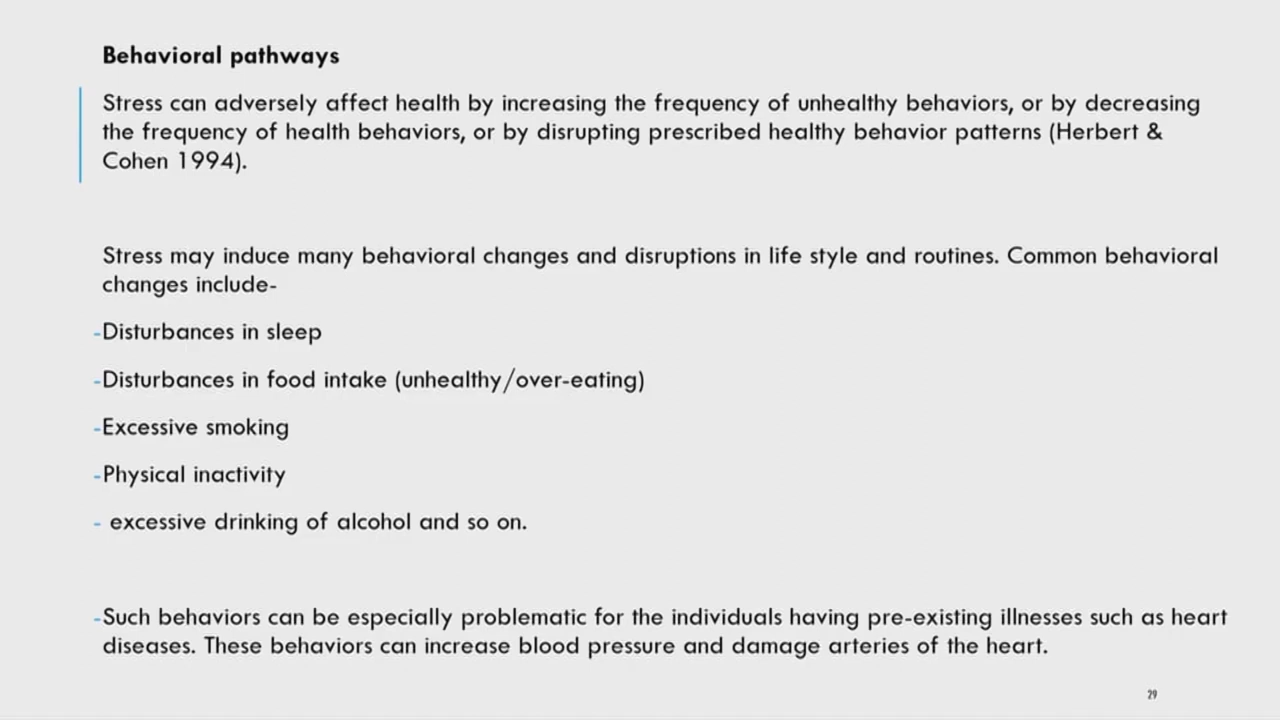 Behavioral pathways
Stress can adversely affect health by increasing the frequency of unhealthy behaviors, or by decreasing
the frequency of health behaviors, or by disrupting prescribed healthy behavior patterns (Herbert &
Cohen 1994).
Stress may induce many behavioral changes and disruptions in life style and routines. Common behavioral
changes include-
-Disturbances in sleep
-Disturbances in food intake (unhealthy/over-eating)
-Excessive smoking
-Physical inactivity
- excessive drinking of alcohol and so on.
-Such behaviors can be especially problematic for the individuals having pre-existing illnesses such as heart
diseases. These behaviors can increase blood pressure and damage arteries of the heart.
29